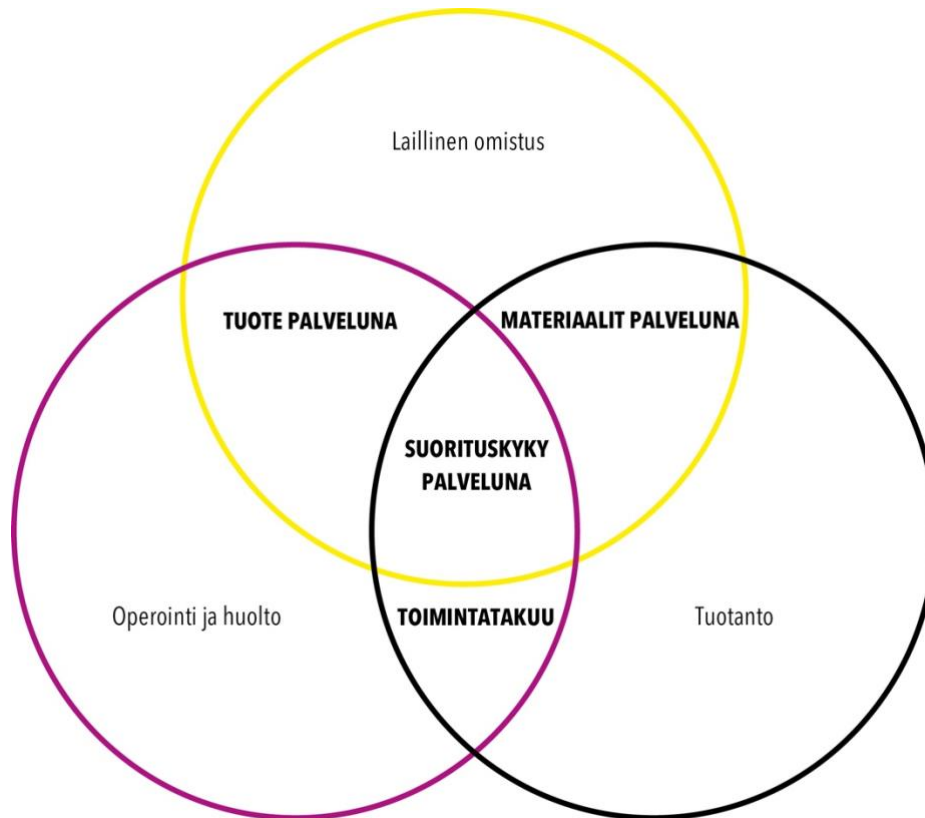 Laillinen omistus
TUOTE PALVELUNA
MATERIAALIT PALVELUNA
SUORITUSKYKY
PALVELUNA
Operointi ja huolto
TOIMINTATAKUU
Tuotanto